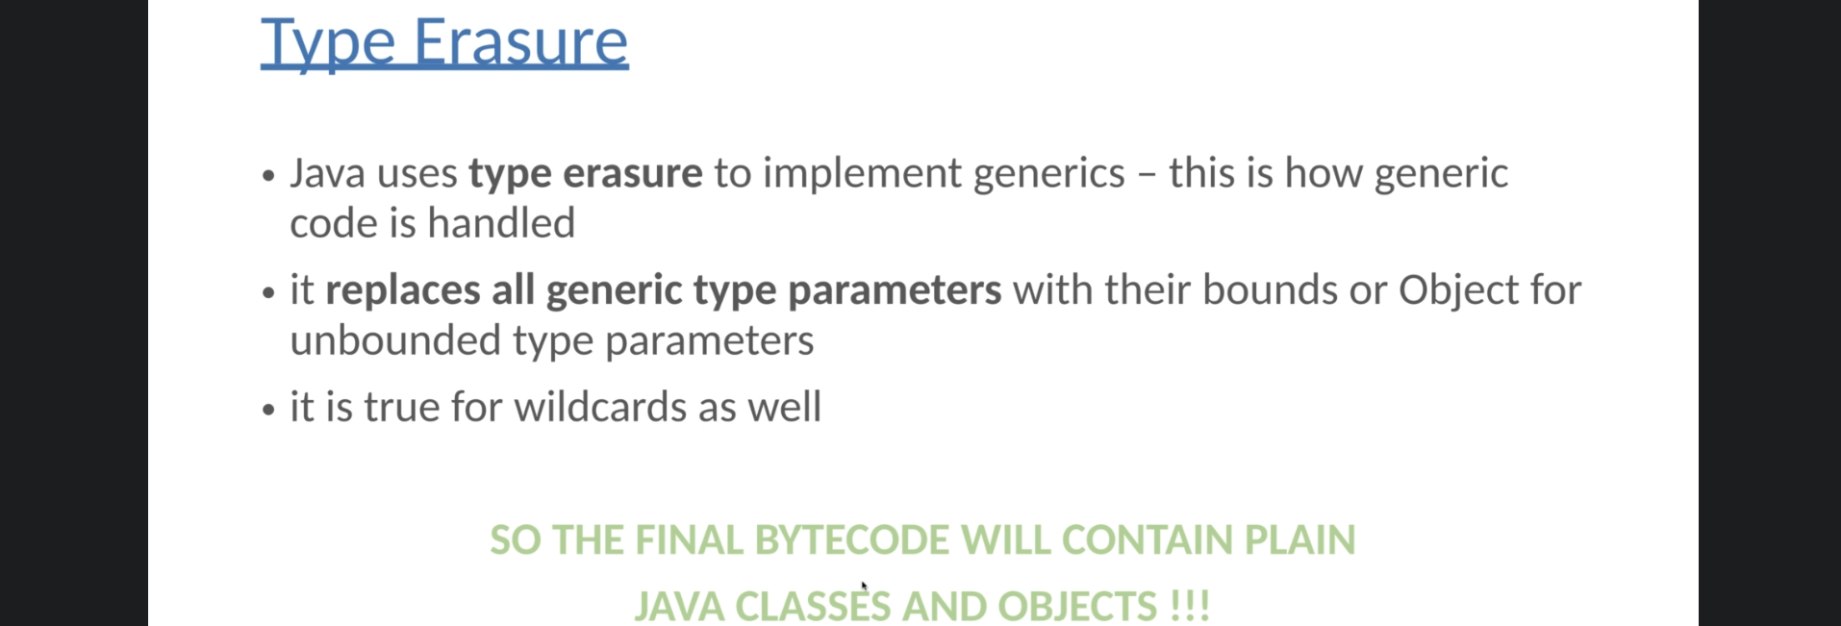 Type Erasure
• Java uses type erasure to implement generics – this is how generic
code is handled
• it replaces all generic type parameters with their bounds or Object for
unbounded type parameters
• it is true for wildcards as well
SO THE FINAL BYTECODE WILL CONTAIN PLAIN
JAVA CLASSES AND OBJECTS !!!